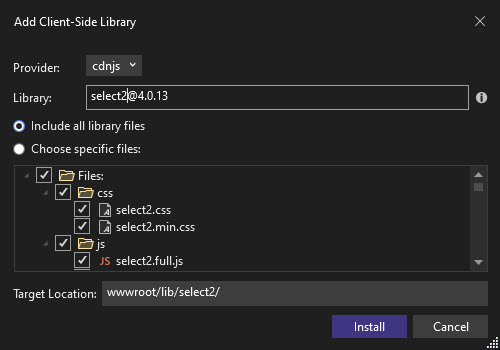 Add Client-Side Library
Provider: cdnjs
Library: select2@4.0.13
Include all library files
Choose specific files:
Files:
css
select2.css
select2.min.css
js
JS select2.full.js
Target Location: wwwroot/lib/select2/
Install Cancel